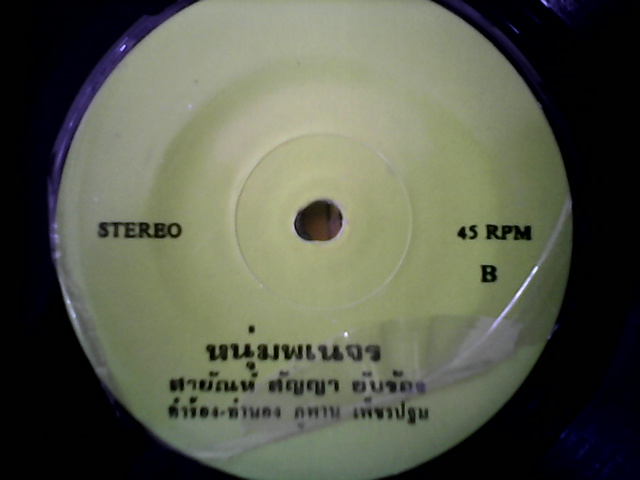 STEREO
45 RPM
B
หนุ่มพเนจร
สายัณห์ สัญญา ขับร้อง
คำร้อง-ทำนอง ภูพาน เพ็ชรปฐม